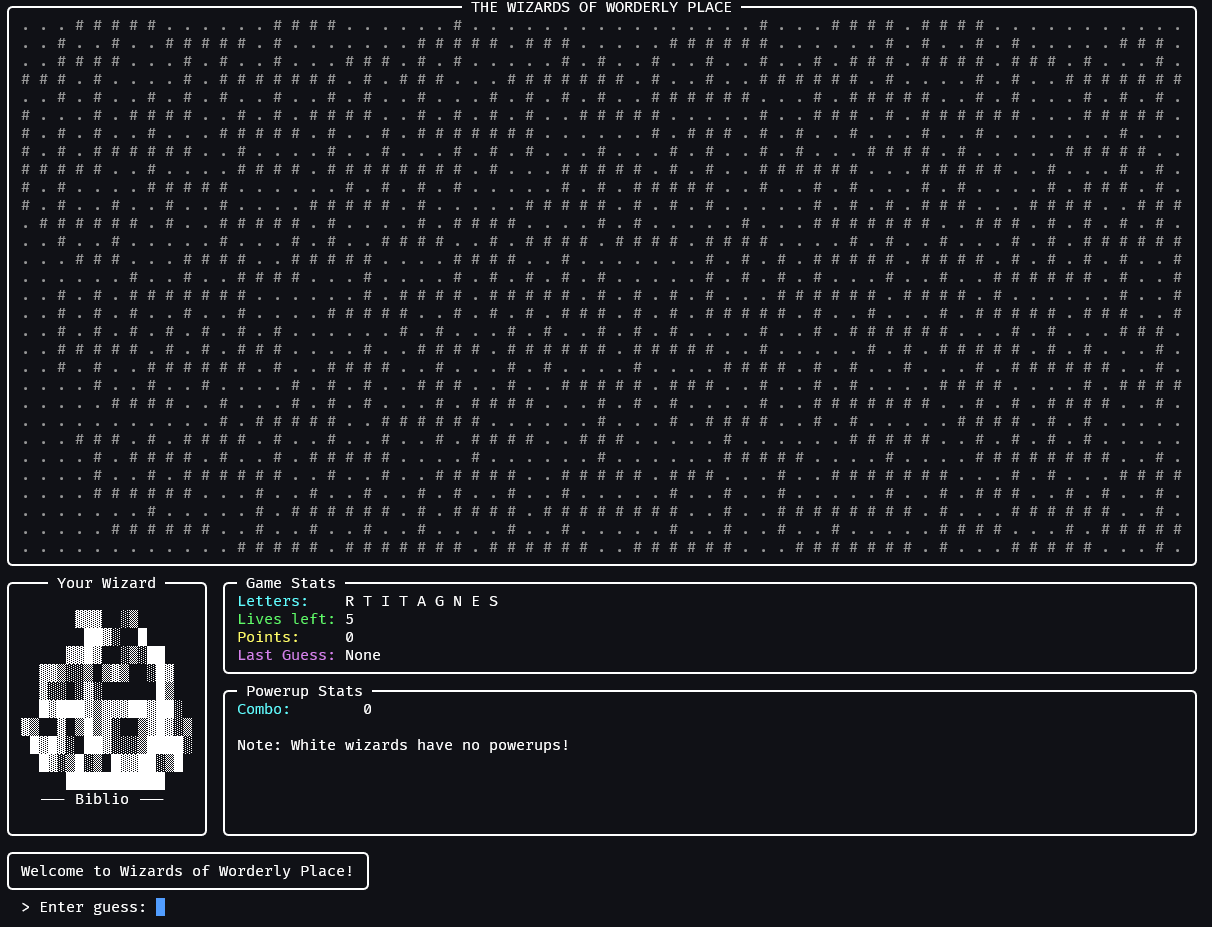 THE WIZARDS OF WORDERLY PLACE
Your Wizard
Biblio
Game Stats
Letters: R T I T A G N E S
Lives left: 5
Points: 0
Last Guess: None
Powerup Stats
Combo: 0
Note: White wizards have no powerups!
Welcome to Wizards of Worderly Place!
> Enter guess: